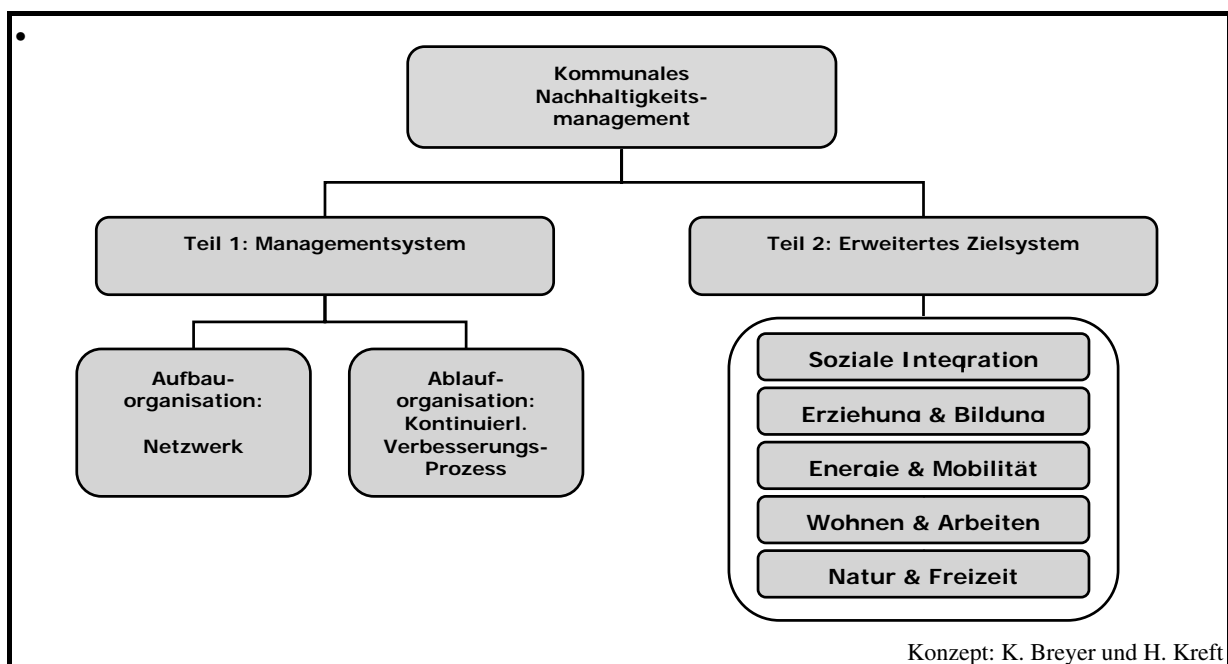 •
Kommunales
Nachhaltigkeits-
management
Teil 1: Managementsystem
Teil 2: Erweitertes Zielsystem
Aufbau-
organisation:
Netzwerk
Ablauf-
organisation:
Kontinuierl.
Verbesserungs-
Prozess
Soziale Integration
Erziehung & Bildung
Energie & Mobilität
Wohnen & Arbeiten
Natur & Freizeit
Konzept: K. Breyer und H. Kreft